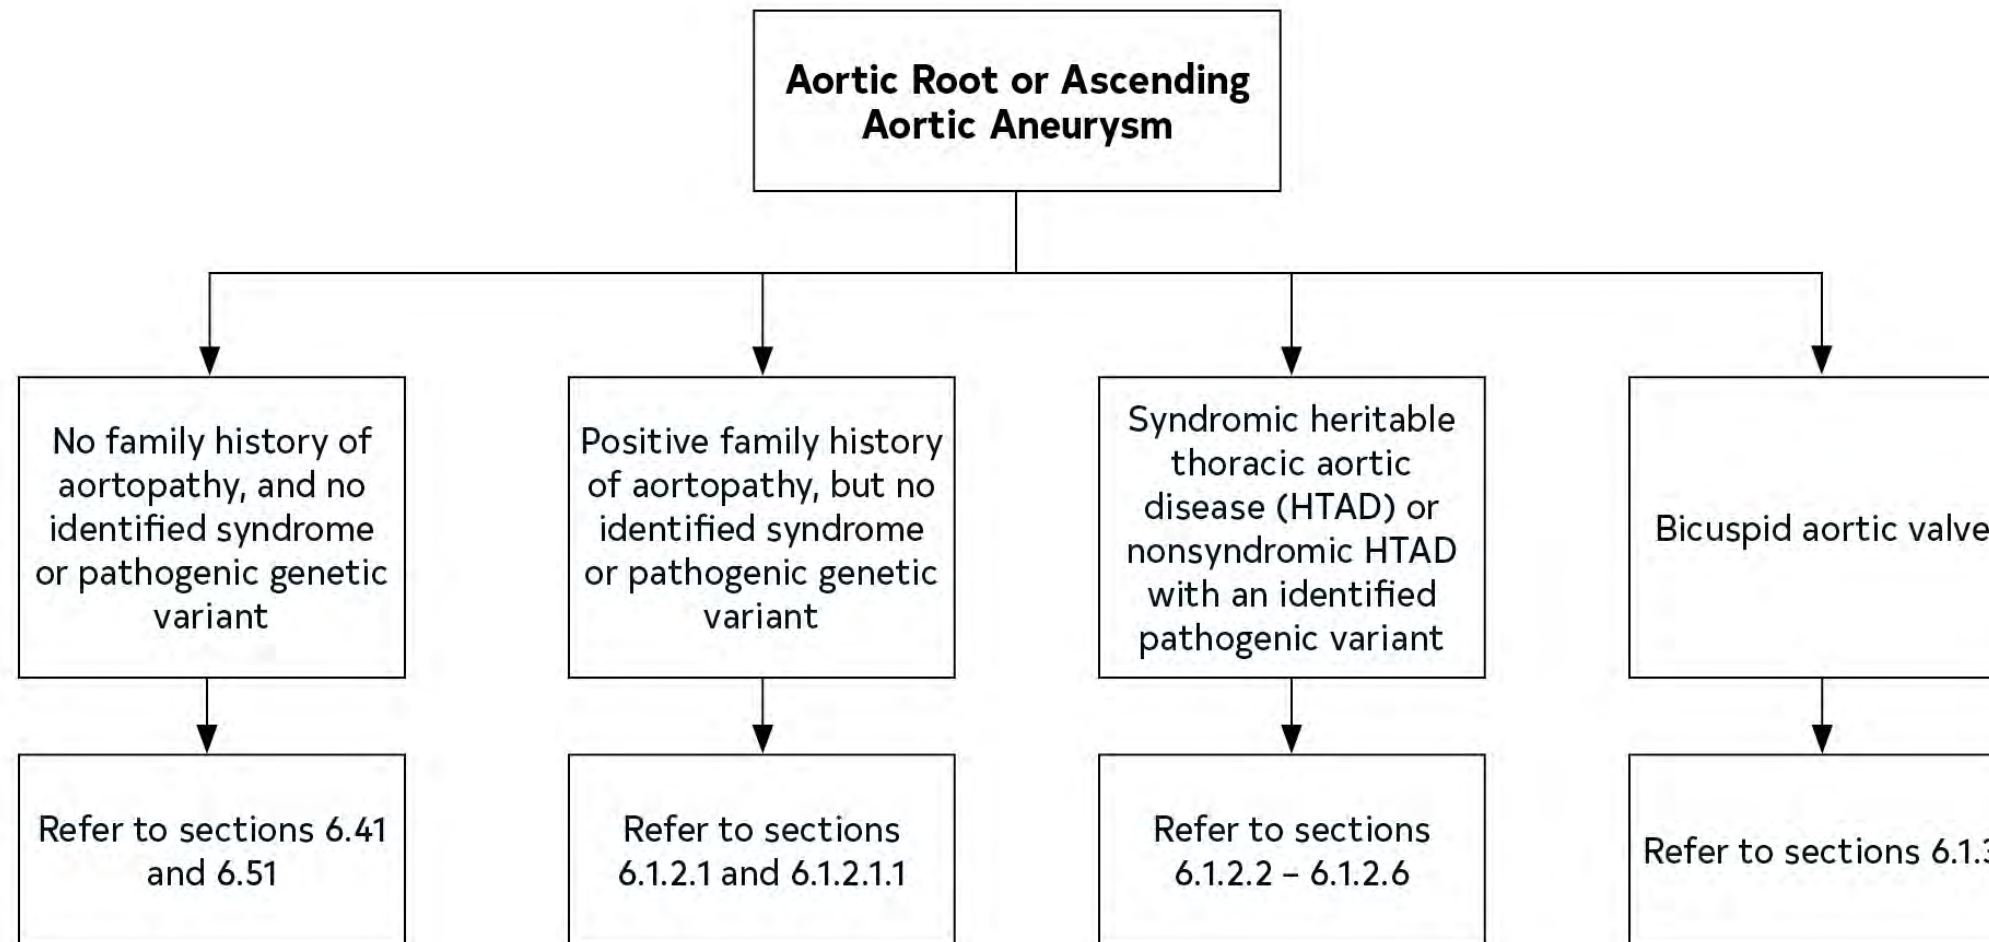 Aortic Root or Ascending
Aortic Aneurysm
No family history of
aortopathy, and no
identified syndrome
or pathogenic genetic
variant
Positive family history
of aortopathy, but no
identified syndrome
or pathogenic genetic
variant
Syndromic heritable
thoracic aortic
disease (HTAD) or
nonsyndromic HTAD
with an identified
pathogenic variant
Bicuspid aortic valve
Refer to sections 6.41
and 6.51
Refer to sections
6.1.2.1 and 6.1.2.1.1
Refer to sections
6.1.2.2 – 6.1.2.6
Refer to sections 6.1.3